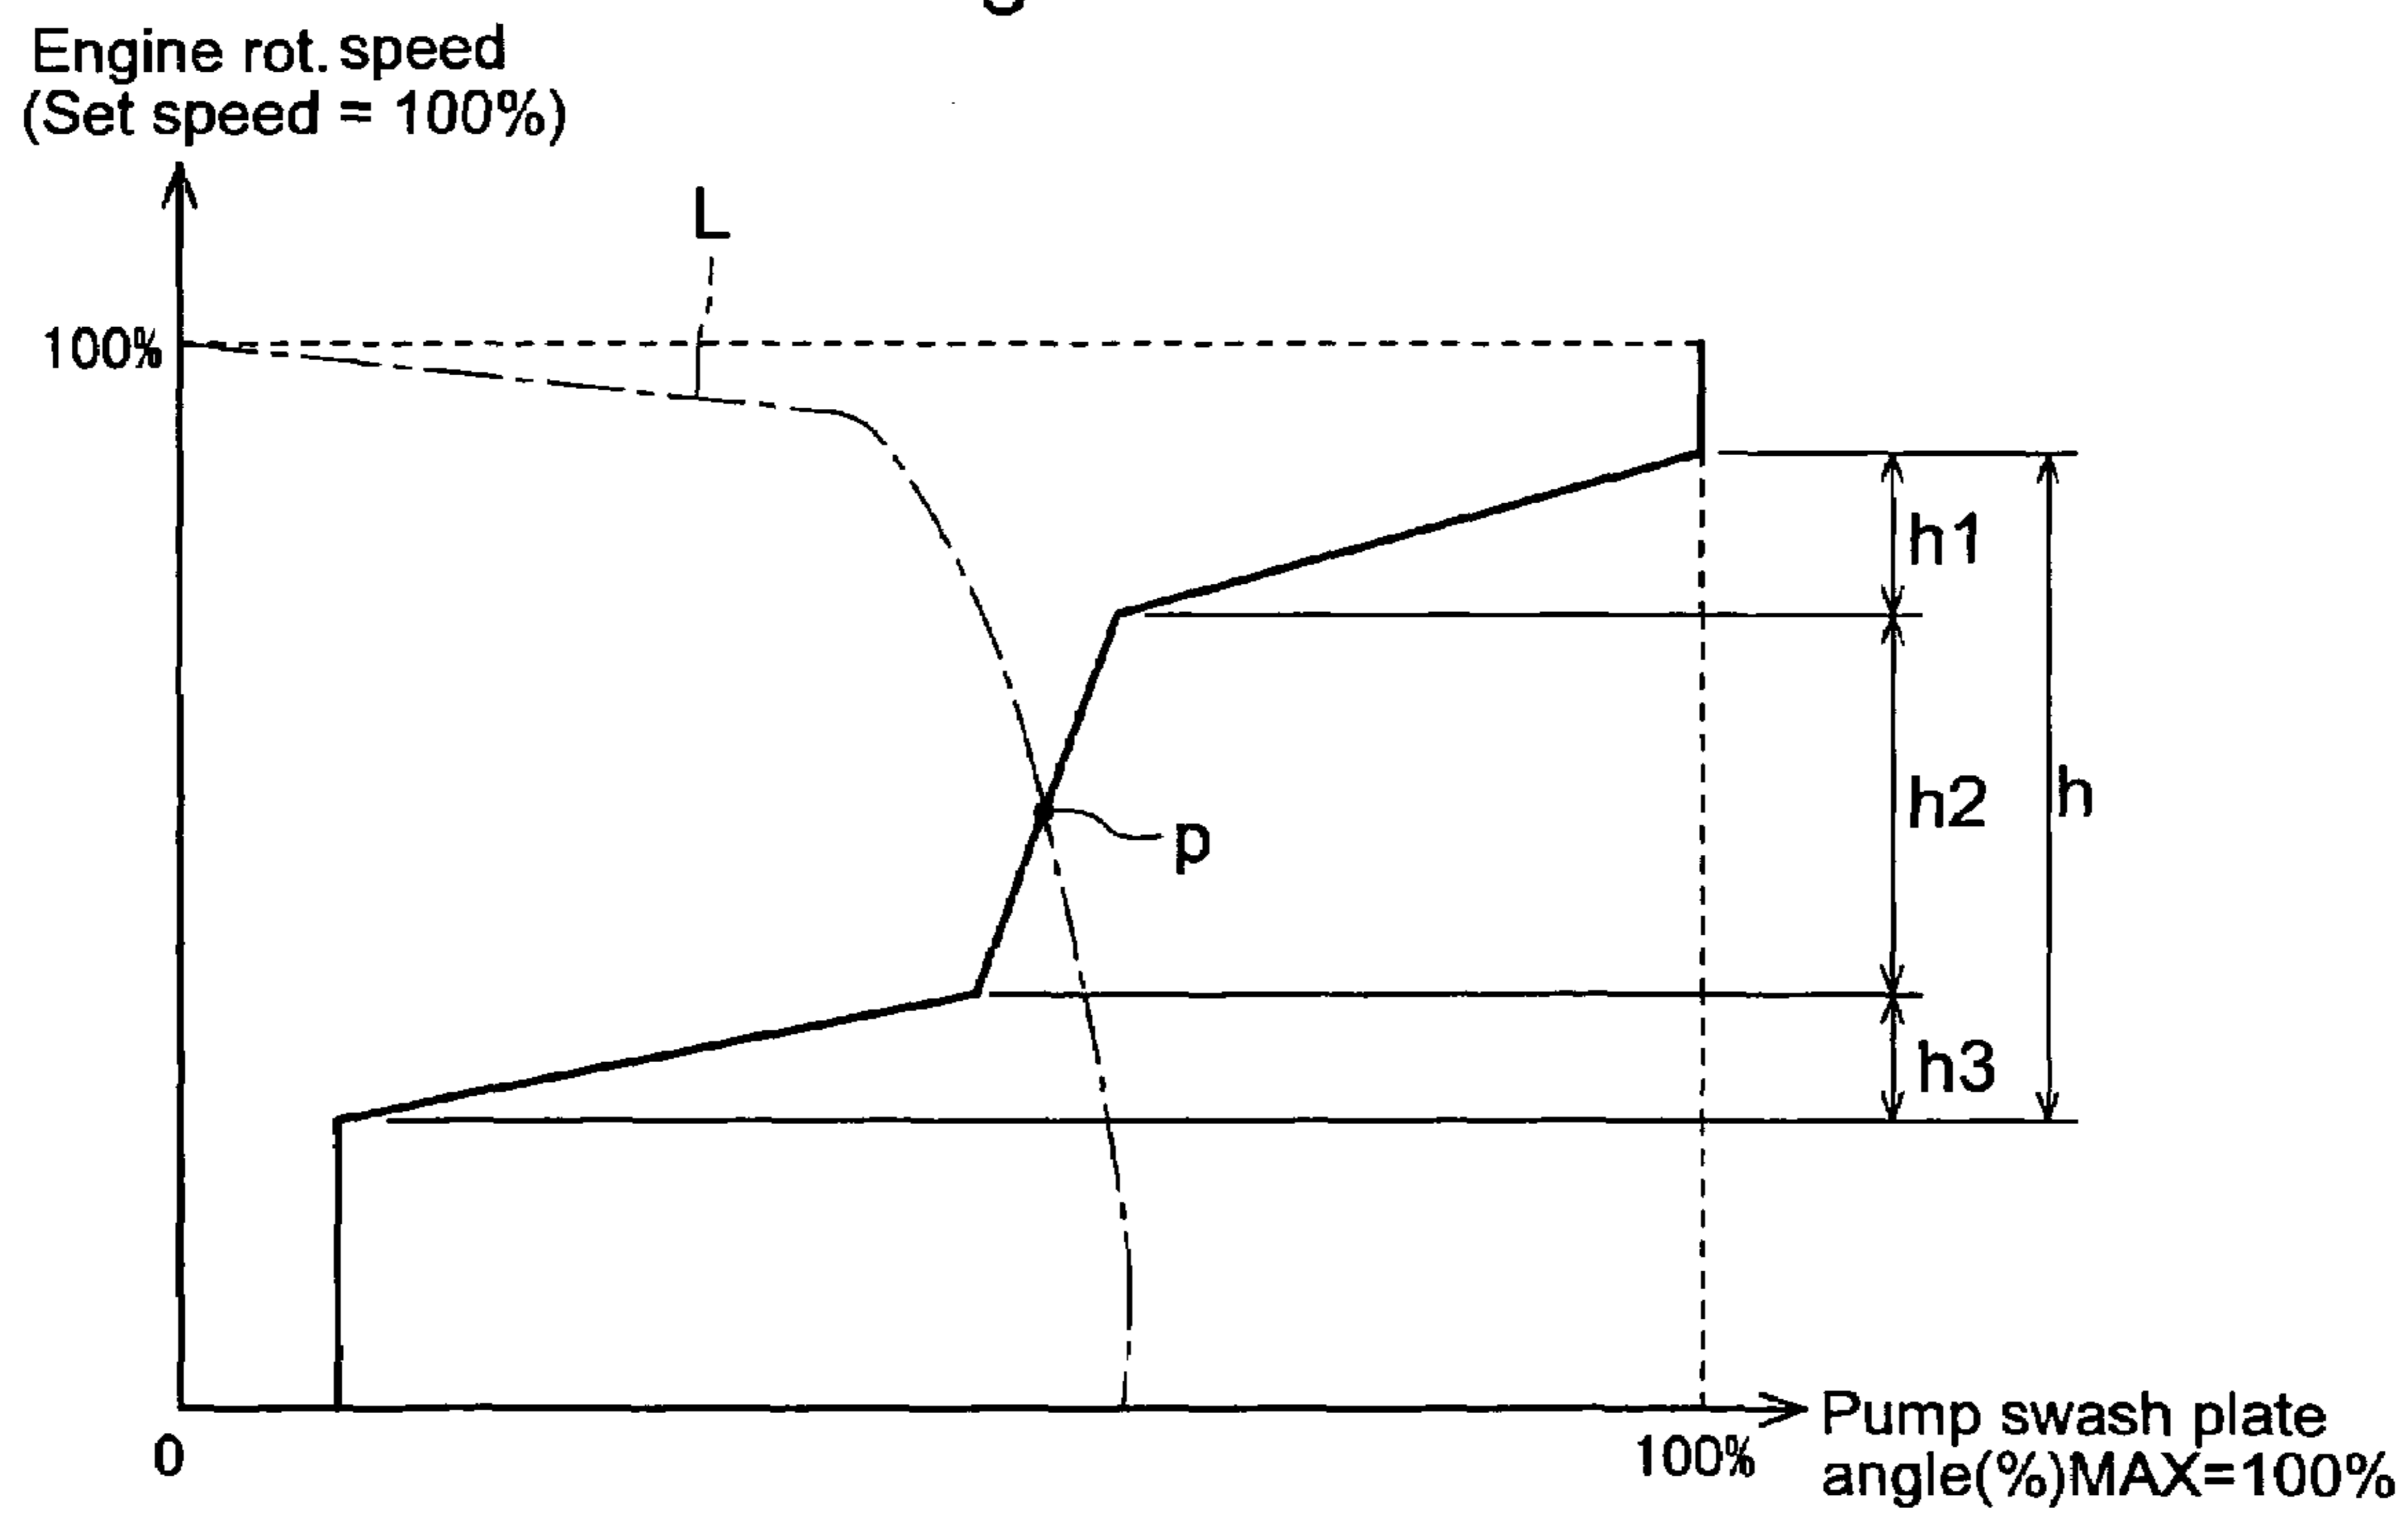 Engine rot. speed
(Set speed = 100%)
L
100%
h1
h2
h
p
h3
0
100%
Pump swash plate
angle(%)MAX=100%